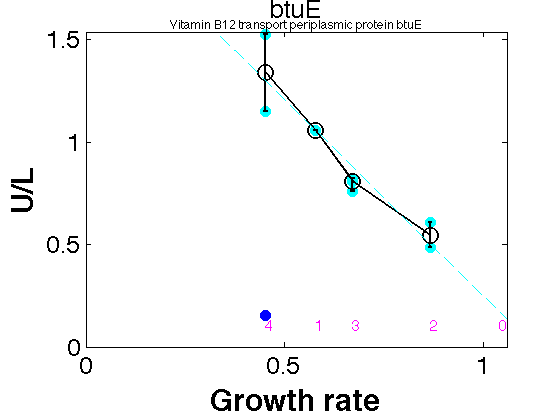 btuE
Vitamin B12 transport periplasmic protein btuE
1.5
1
0.5
0
U/L
4 1 3 2 0
0 0.5 1
Growth rate